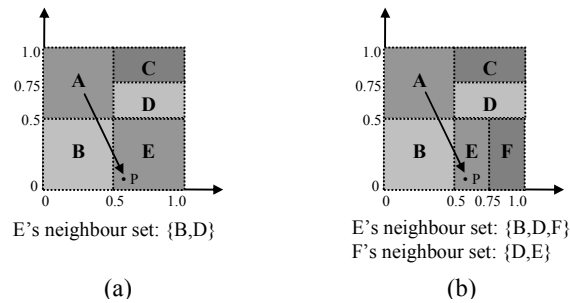 1.0
C
A
0.75
D
0.5
B
E
P
0
0
0.5
1.0
E's neighbour set: {B,D}
(a)
1.0
C
A
0.75
D
0.5
B
E
F
P
0
0
0.5
0.75
1.0
E's neighbour set: {B,D,F}
F's neighbour set: {D,E}
(b)